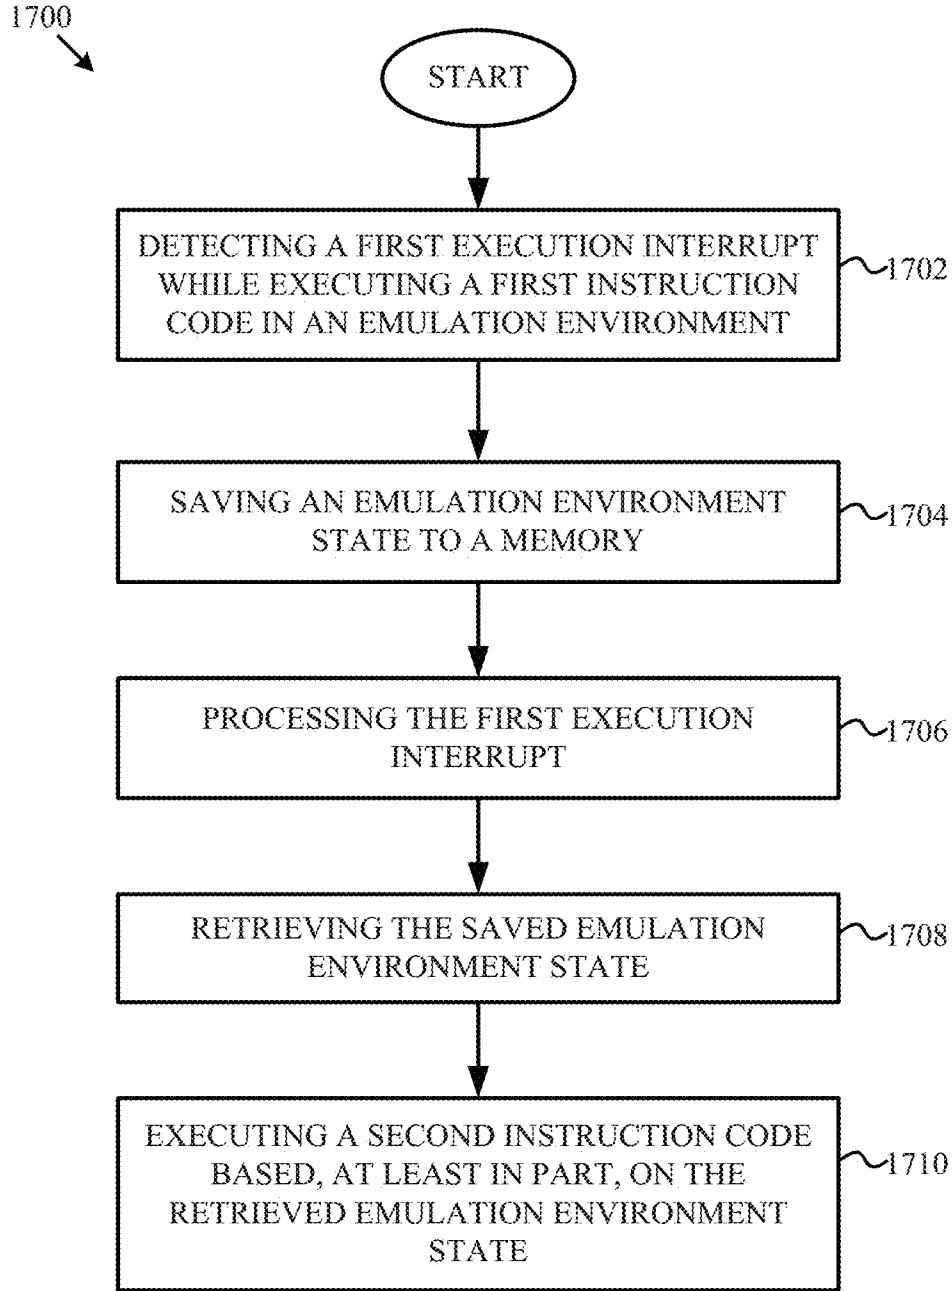 1700
START
DETECTING A FIRST EXECUTION INTERRUPT
WHILE EXECUTING A FIRST INSTRUCTION
CODE IN AN EMULATION ENVIRONMENT
1702
SAVING AN EMULATION ENVIRONMENT
STATE TO A MEMORY
1704
PROCESSING THE FIRST EXECUTION
INTERRUPT
1706
RETRIEVING THE SAVED EMULATION
ENVIRONMENT STATE
1708
EXECUTING A SECOND INSTRUCTION CODE
BASED, AT LEAST IN PART, ON THE
RETRIEVED EMULATION ENVIRONMENT
STATE
1710